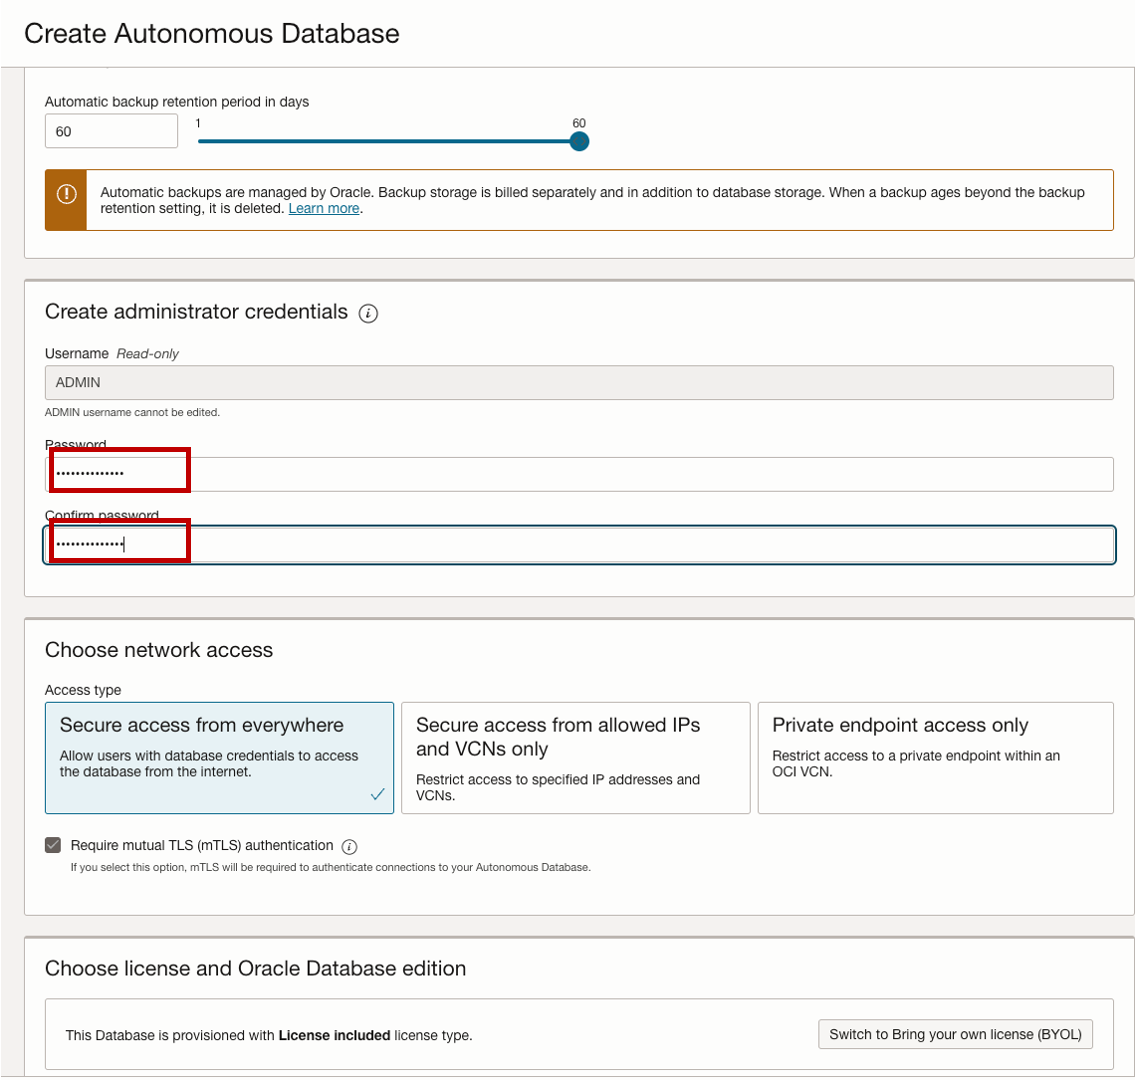 Create Autonomous Database
Automatic backup retention period in days
60
1
60
Automatic backups are managed by Oracle. Backup storage is billed separately and in addition to database storage. When a backup ages beyond the backup
retention setting, it is deleted. Learn more.
Create administrator credentials
Username Read-only
ADMIN
ADMIN username cannot be edited.
Password
••••••••••••••
Confirm password
••••••••••••••
Choose network access
Access type
Secure access from everywhere
Allow users with database credentials to access
the database from the internet.
Secure access from allowed IPs
and VCNs only
Restrict access to specified IP addresses and
VCNs.
Private endpoint access only
Restrict access to a private endpoint within an
OCI VCN.
Require mutual TLS (mTLS) authentication
If you select this option, mTLS will be required to authenticate connections to your Autonomous Database.
Choose license and Oracle Database edition
This Database is provisioned with License included license type.
Switch to Bring your own license (BYOL)